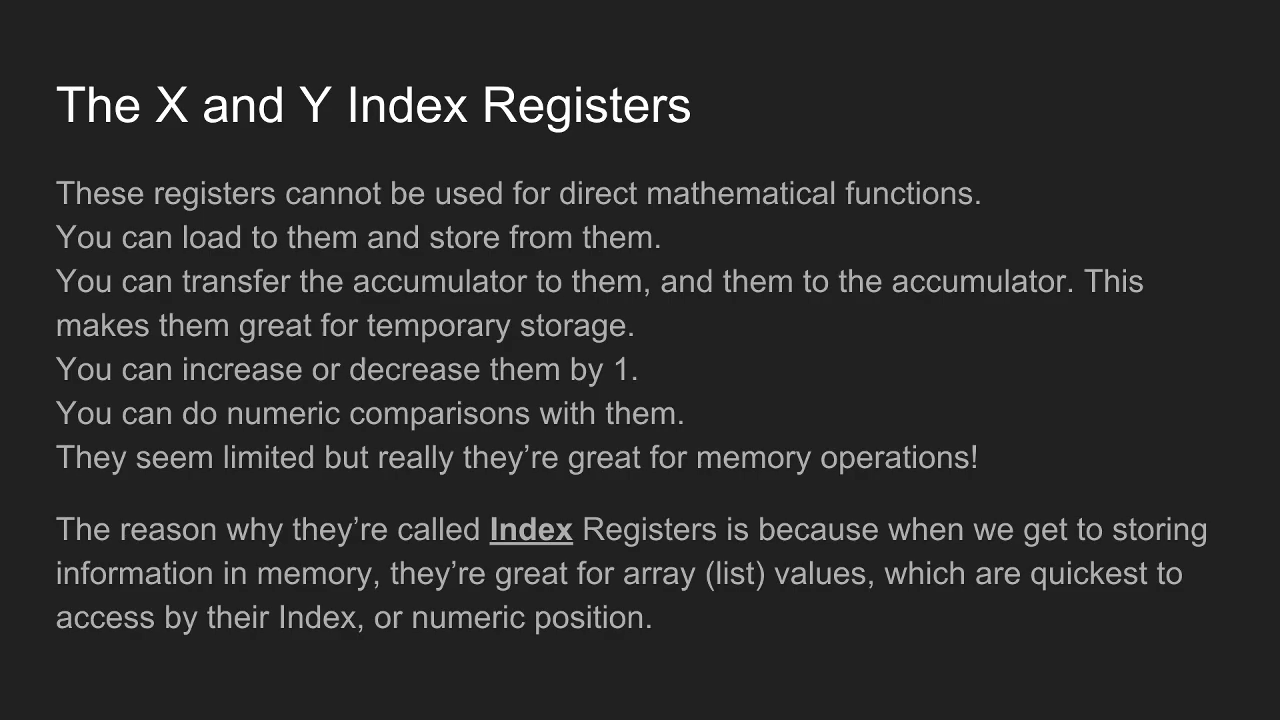 The X and Y Index Registers
These registers cannot be used for direct mathematical functions.
You can load to them and store from them.
You can transfer the accumulator to them, and them to the accumulator. This
makes them great for temporary storage.
You can increase or decrease them by 1.
You can do numeric comparisons with them.
They seem limited but really they’re great for memory operations!
The reason why they’re called Index Registers is because when we get to storing
information in memory, they’re great for array (list) values, which are quickest to
access by their Index, or numeric position.